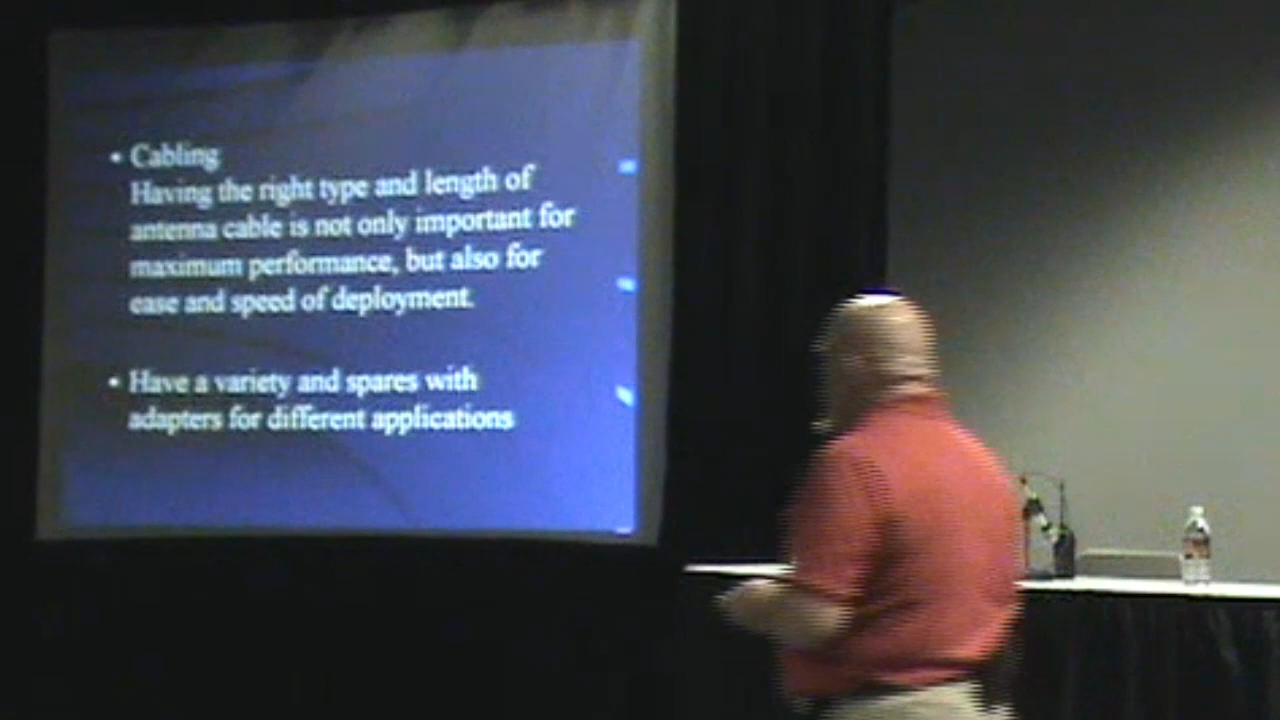 • Cabling
Having the right type and length of
antenna cable is not only important for
maximum performance, but also for
ease and speed of deployment.
• Have a variety and spares with
adapters for different applications